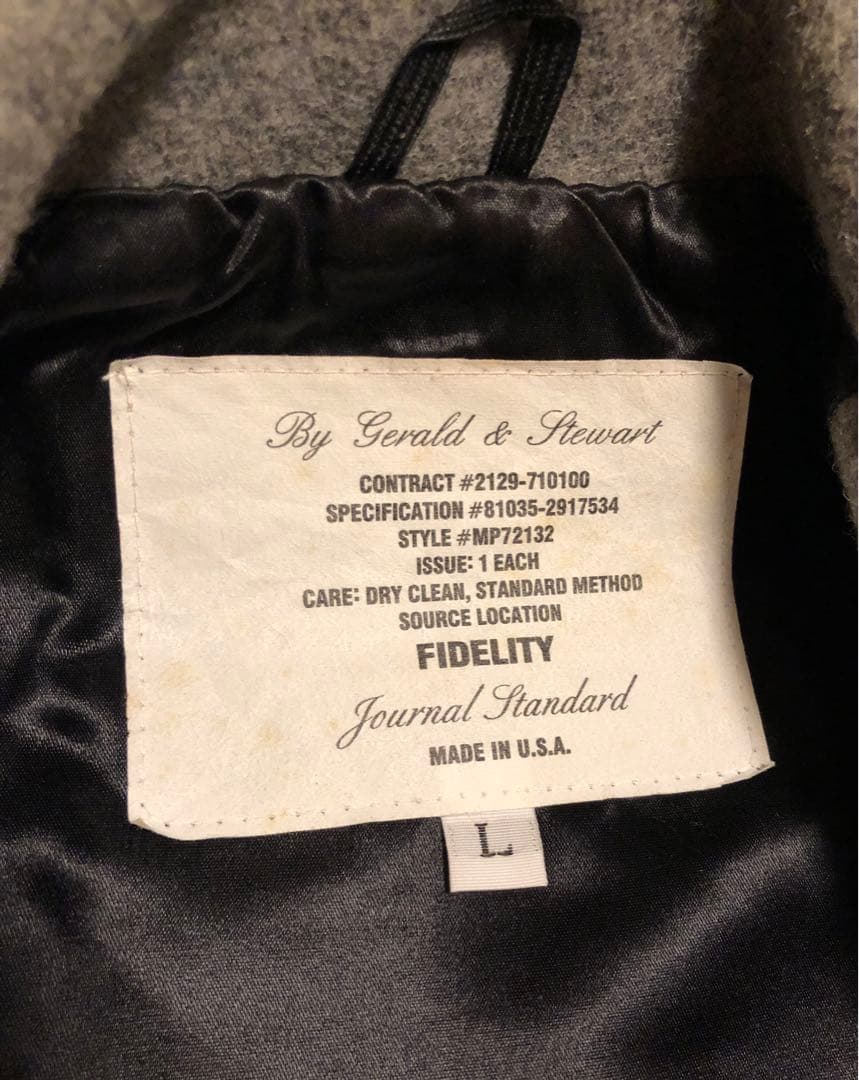 By Gerald & Stewart
CONTRACT #2129-710100
SPECIFICATION #81035-2917534
STYLE #MP72132
ISSUE: 1 EACH
CARE: DRY CLEAN, STANDARD METHOD
SOURCE LOCATION
FIDELITY
Journal Standard
MADE IN U.S.A.
L